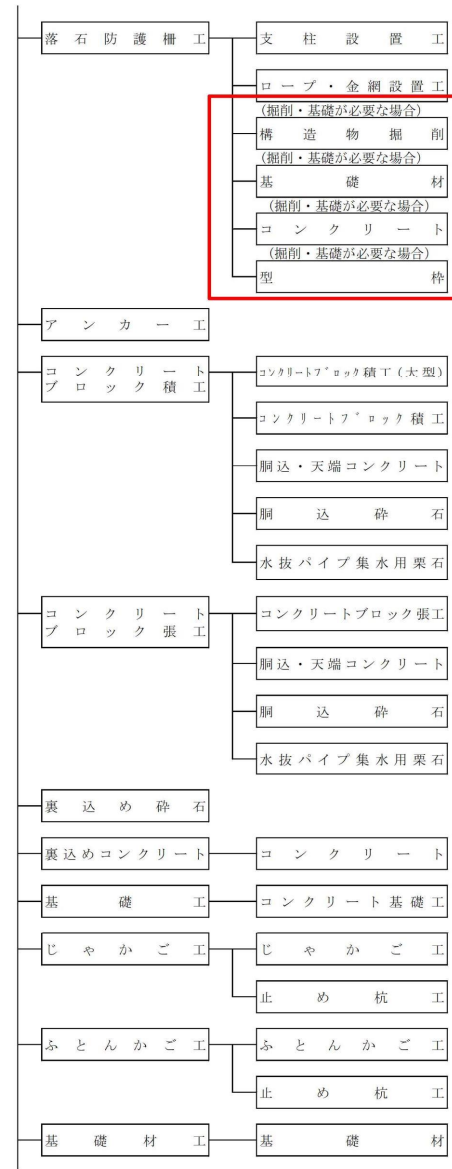 落石防護柵工
支柱設置工
ロープ・金網設置工
(掘削・基礎が必要な場合)
構造物掘削
(掘削・基礎が必要な場合)
基礎材
(掘削・基礎が必要な場合)
コンクリート
(掘削・基礎が必要な場合)
型枠
アンカー工
コンクリート
ブロック積工
コンクリートブロック積工(大型)
コンクリートブロック積工
胴込・天端コンクリート
胴込砕石
水抜パイプ集水用栗石
コンクリート
ブロック張工
コンクリートブロック張工
胴込・天端コンクリート
胴込砕石
水抜パイプ集水用栗石
裏込め砕石
裏込めコンクリート
コンクリート
基礎工
コンクリート基礎工
じゃかご工
じゃかご工
止め杭工
ふとんかご工
ふとんかご工
止め杭工
基礎材工
基礎材